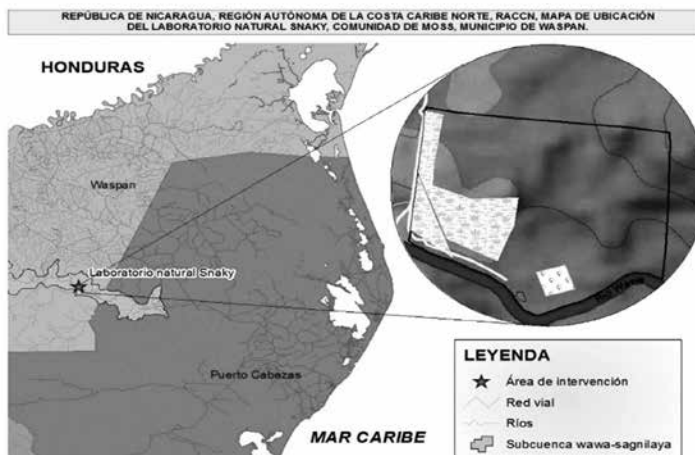 REPÚBLICA DE NICARAGUA, REGIÓN AUTÓNOMA DE LA COSTA CARIBE NORTE, RACCN, MAPA DE UBICACIÓN
DEL LABORATORIO NATURAL SNAKY, COMUNIDAD DE MOSS, MUNICIPIO DE WASPAN.
HONDURAS
Waspan
Laboratorio natural Snaky
Río Wawa
Puerto Cabezas
MAR CARIBE
LEYENDA
Área de intervención
Red vial
Ríos
Subcuenca wawa-sagnilaya